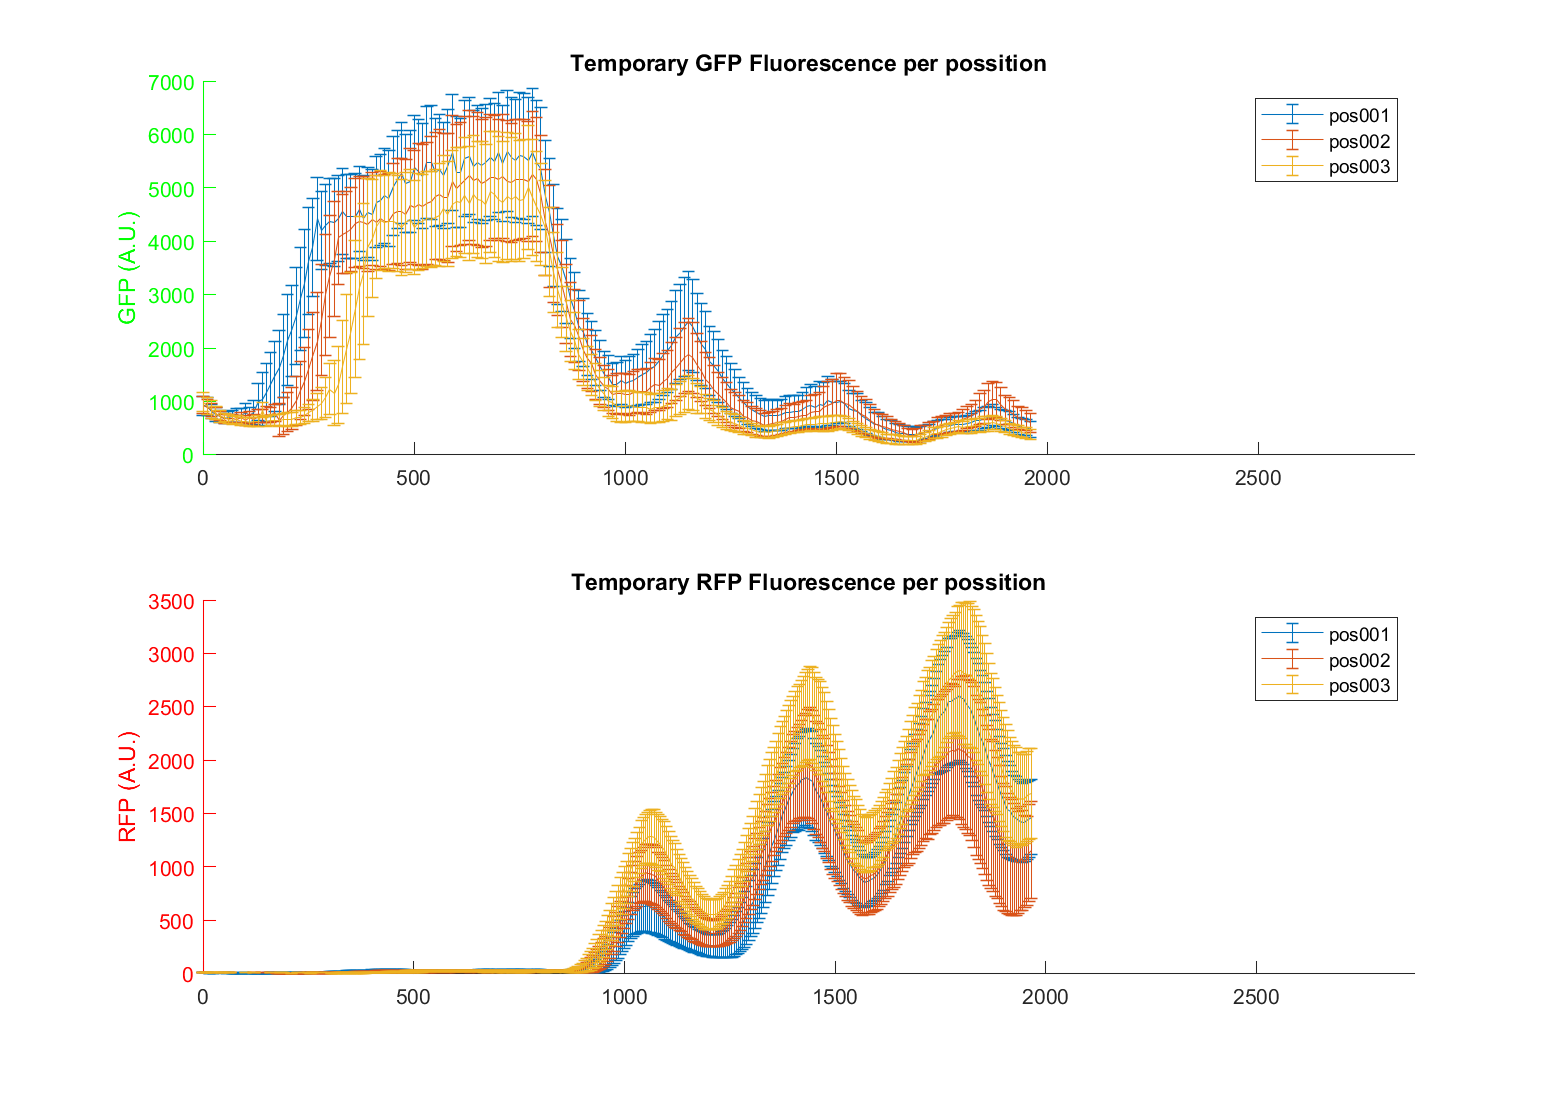 Temporary GFP Fluorescence per possition
7000
6000
5000
4000
3000
2000
1000
0
GFP (A.U.)
0 500 1000 1500 2000 2500
pos001
pos002
pos003
Temporary RFP Fluorescence per possition
3500
3000
2500
2000
1500
1000
500
0
RFP (A.U.)
0 500 1000 1500 2000 2500
pos001
pos002
pos003